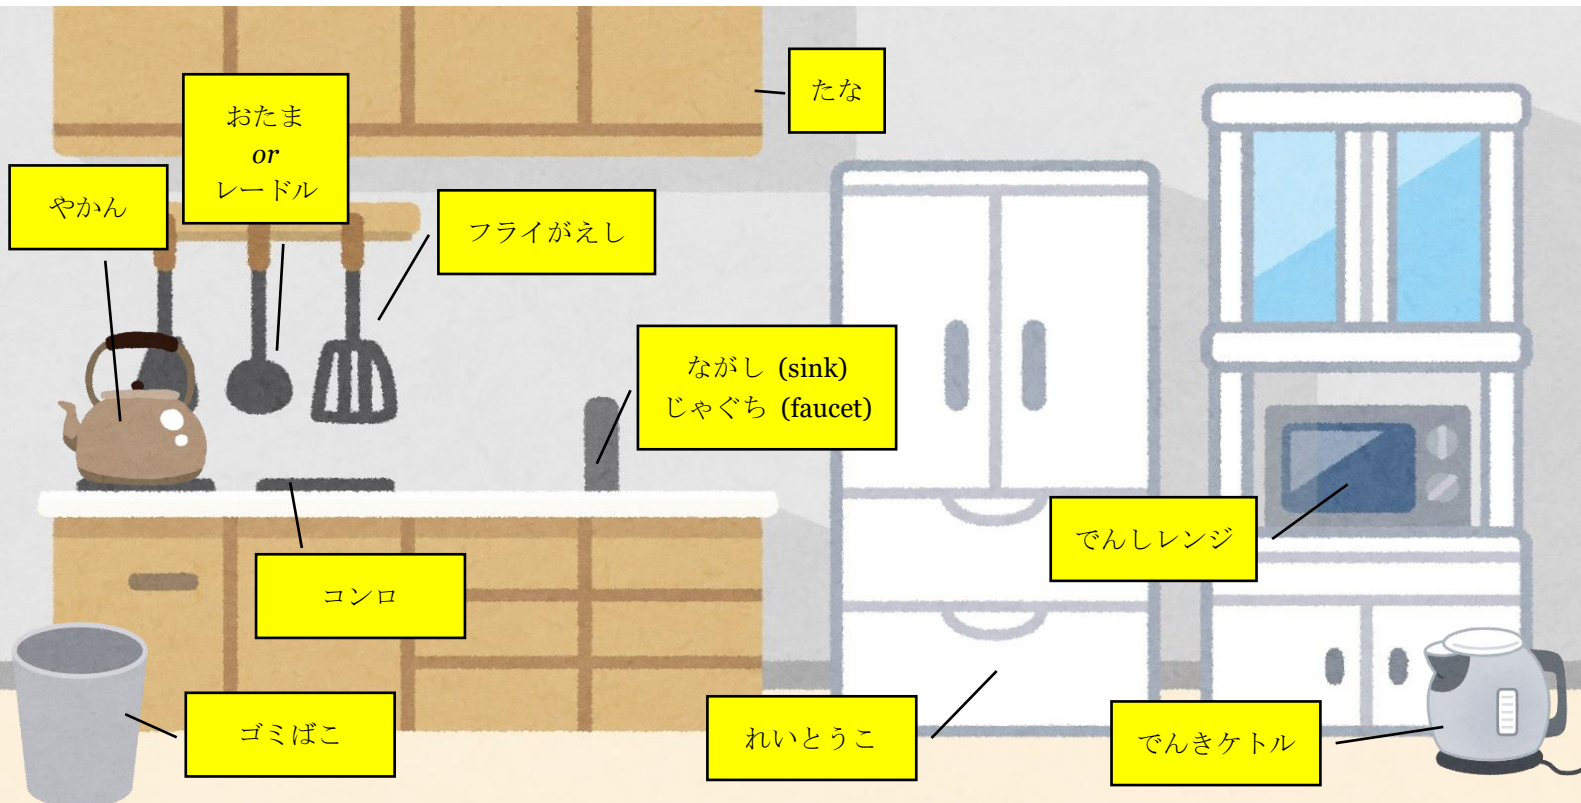 たな
おたま
or
レードル
やかん
フライがえし
ながし (sink)
じゃぐち (faucet)
でんしレンジ
コンロ
ゴミばこ
れいとうこ
でんきケトル